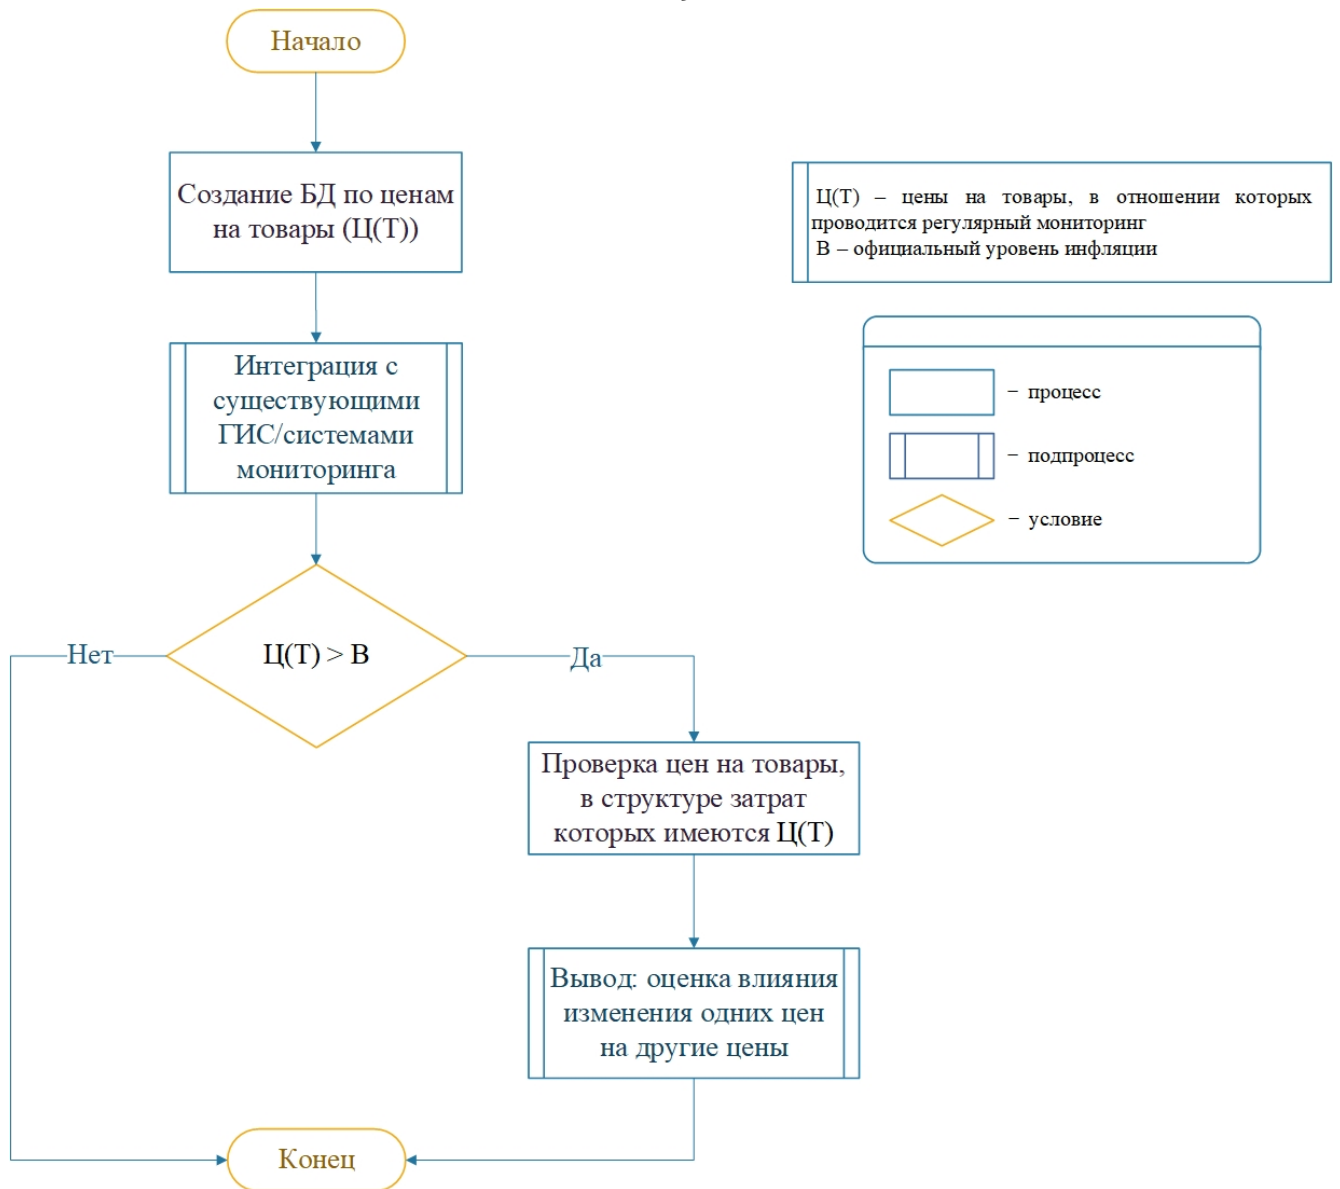 Начало
Создание БД по ценам
на товары (Ц(Т))
Ц(Т) – цены на товары, в отношении которых
проводится регулярный мониторинг
В – официальный уровень инфляции
Интеграция с
существующими
ГИС/системами
мониторинга
– процесс
– подпроцесс
– условие
Нет
Ц(Т) > В
Да
Проверка цен на товары,
в структуре затрат
которых имеются Ц(Т)
Вывод: оценка влияния
изменения одних цен
на другие цены
Конец